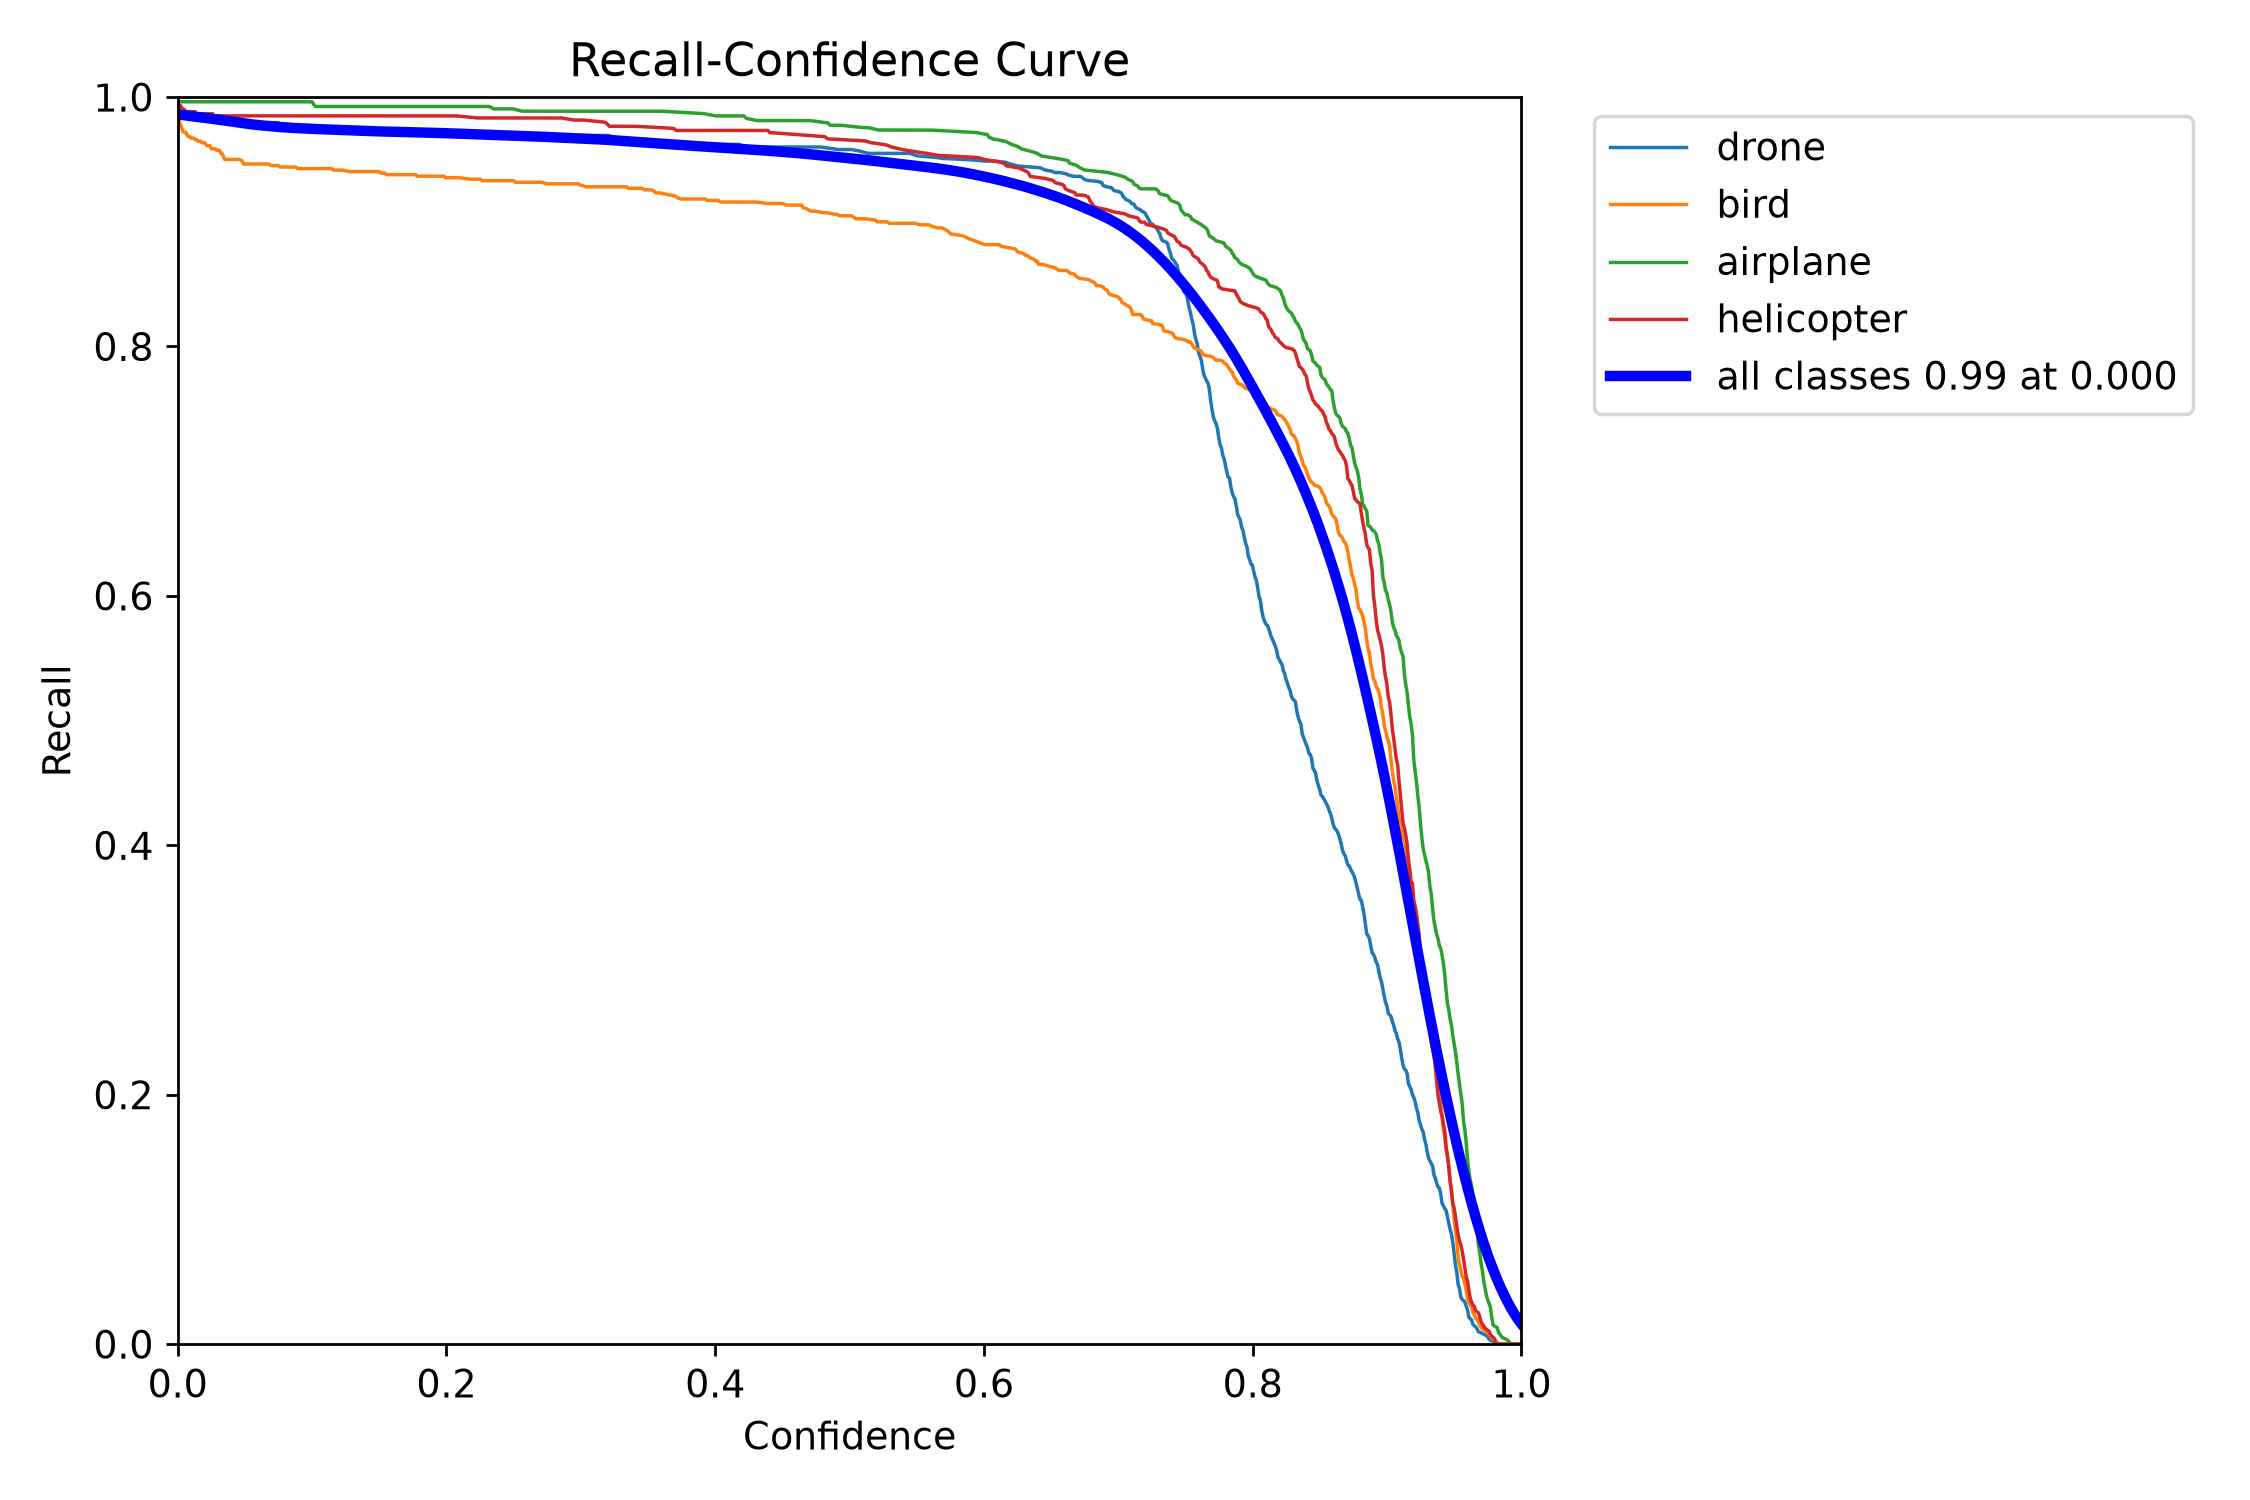 Recall-Confidence Curve
1.0
0.8
0.6
0.4
0.2
0.0
Recall
0.0 0.2 0.4 0.6 0.8 1.0
Confidence
drone
bird
airplane
helicopter
all classes 0.99 at 0.000